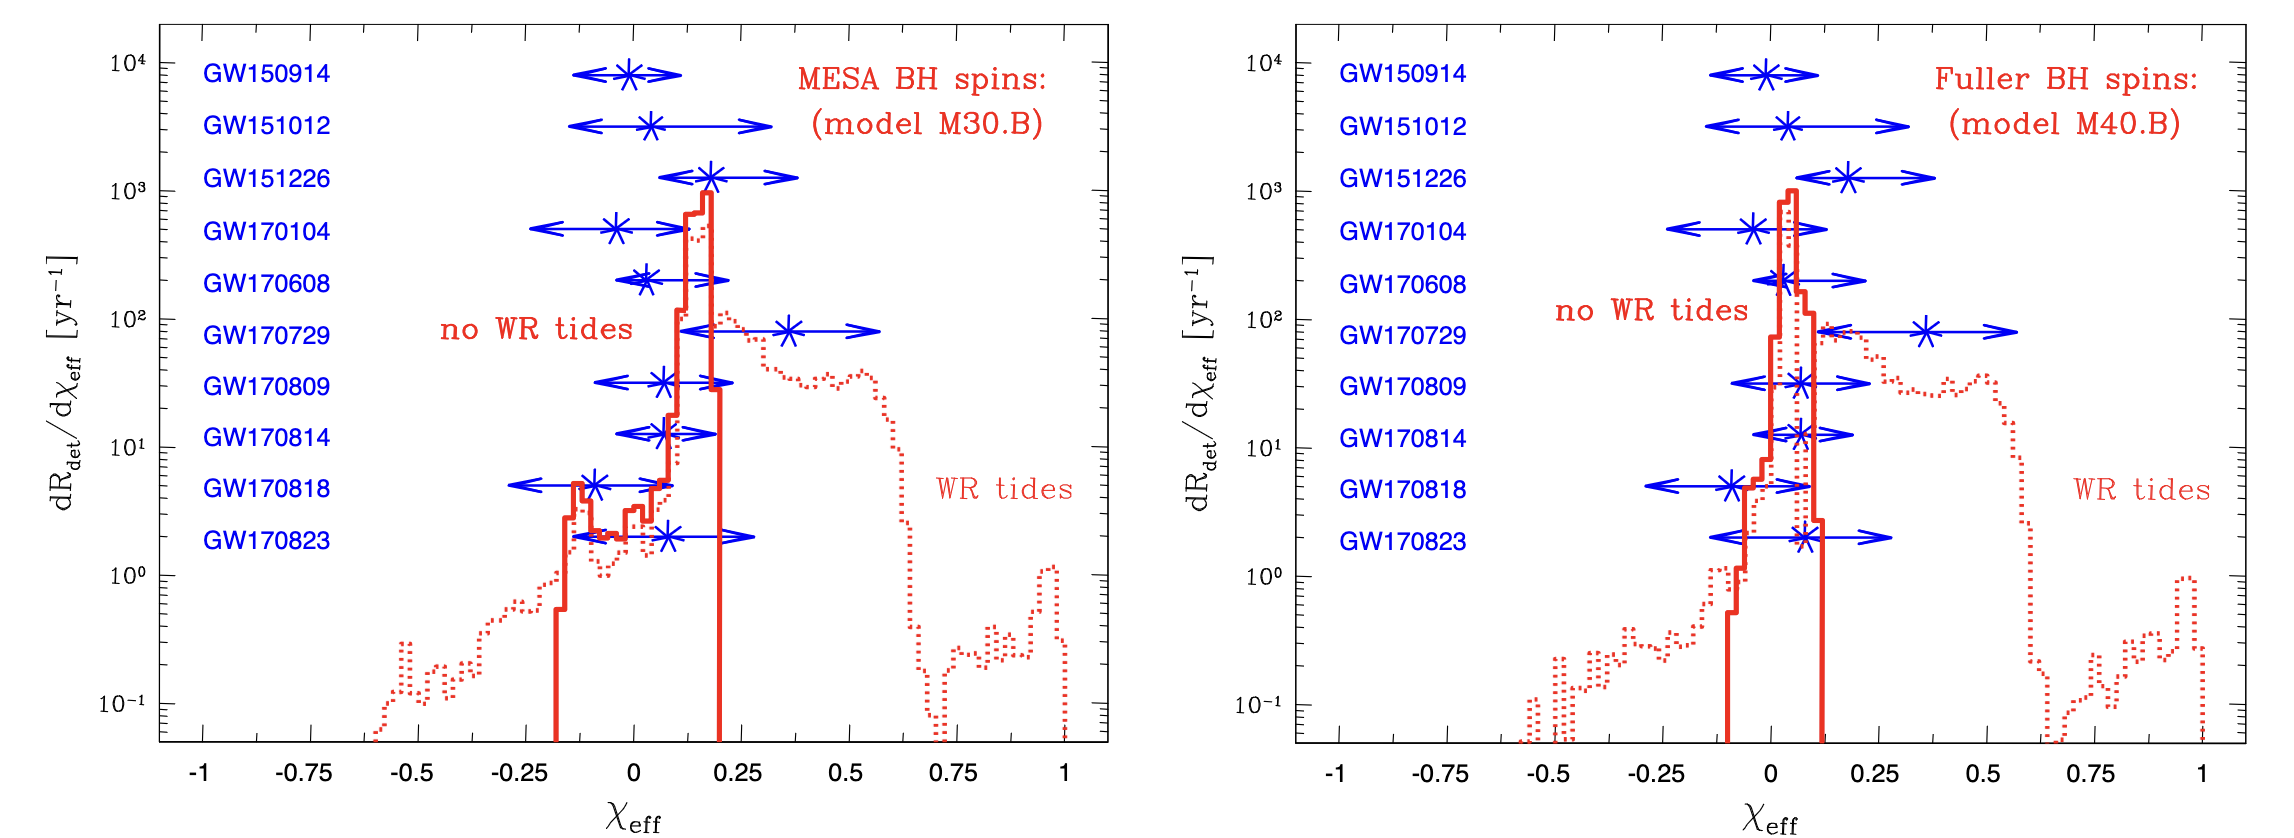 MESA BH spins:
(model M30.B)
GW150914
GW151012
GW151226
GW170104
GW170608
GW170729
GW170809
GW170814
GW170818
GW170823
no WR tides
WR tides
10⁴
10³
10²
10¹
10⁰
10⁻¹
dR_det/dχ_eff [yr⁻¹]
-1 -0.75 -0.5 -0.25 0 0.25 0.5 0.75 1
χ_eff
Fuller BH spins:
(model M40.B)
GW150914
GW151012
GW151226
GW170104
GW170608
GW170729
GW170809
GW170814
GW170818
GW170823
no WR tides
WR tides
10⁴
10³
10²
10¹
10⁰
10⁻¹
dR_det/dχ_eff [yr⁻¹]
-1 -0.75 -0.5 -0.25 0 0.25 0.5 0.75 1
χ_eff